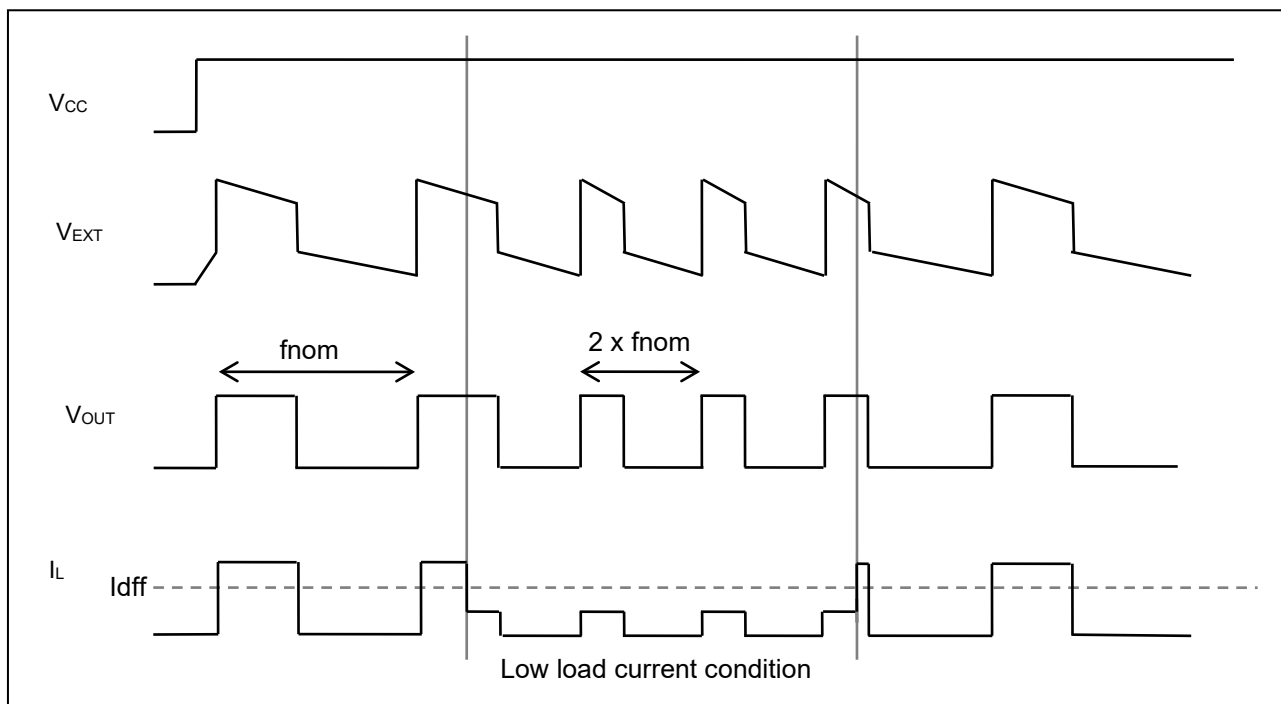 VCC
VEXT
fnom
2 x fnom
VOUT
IL
Idff
Low load current condition